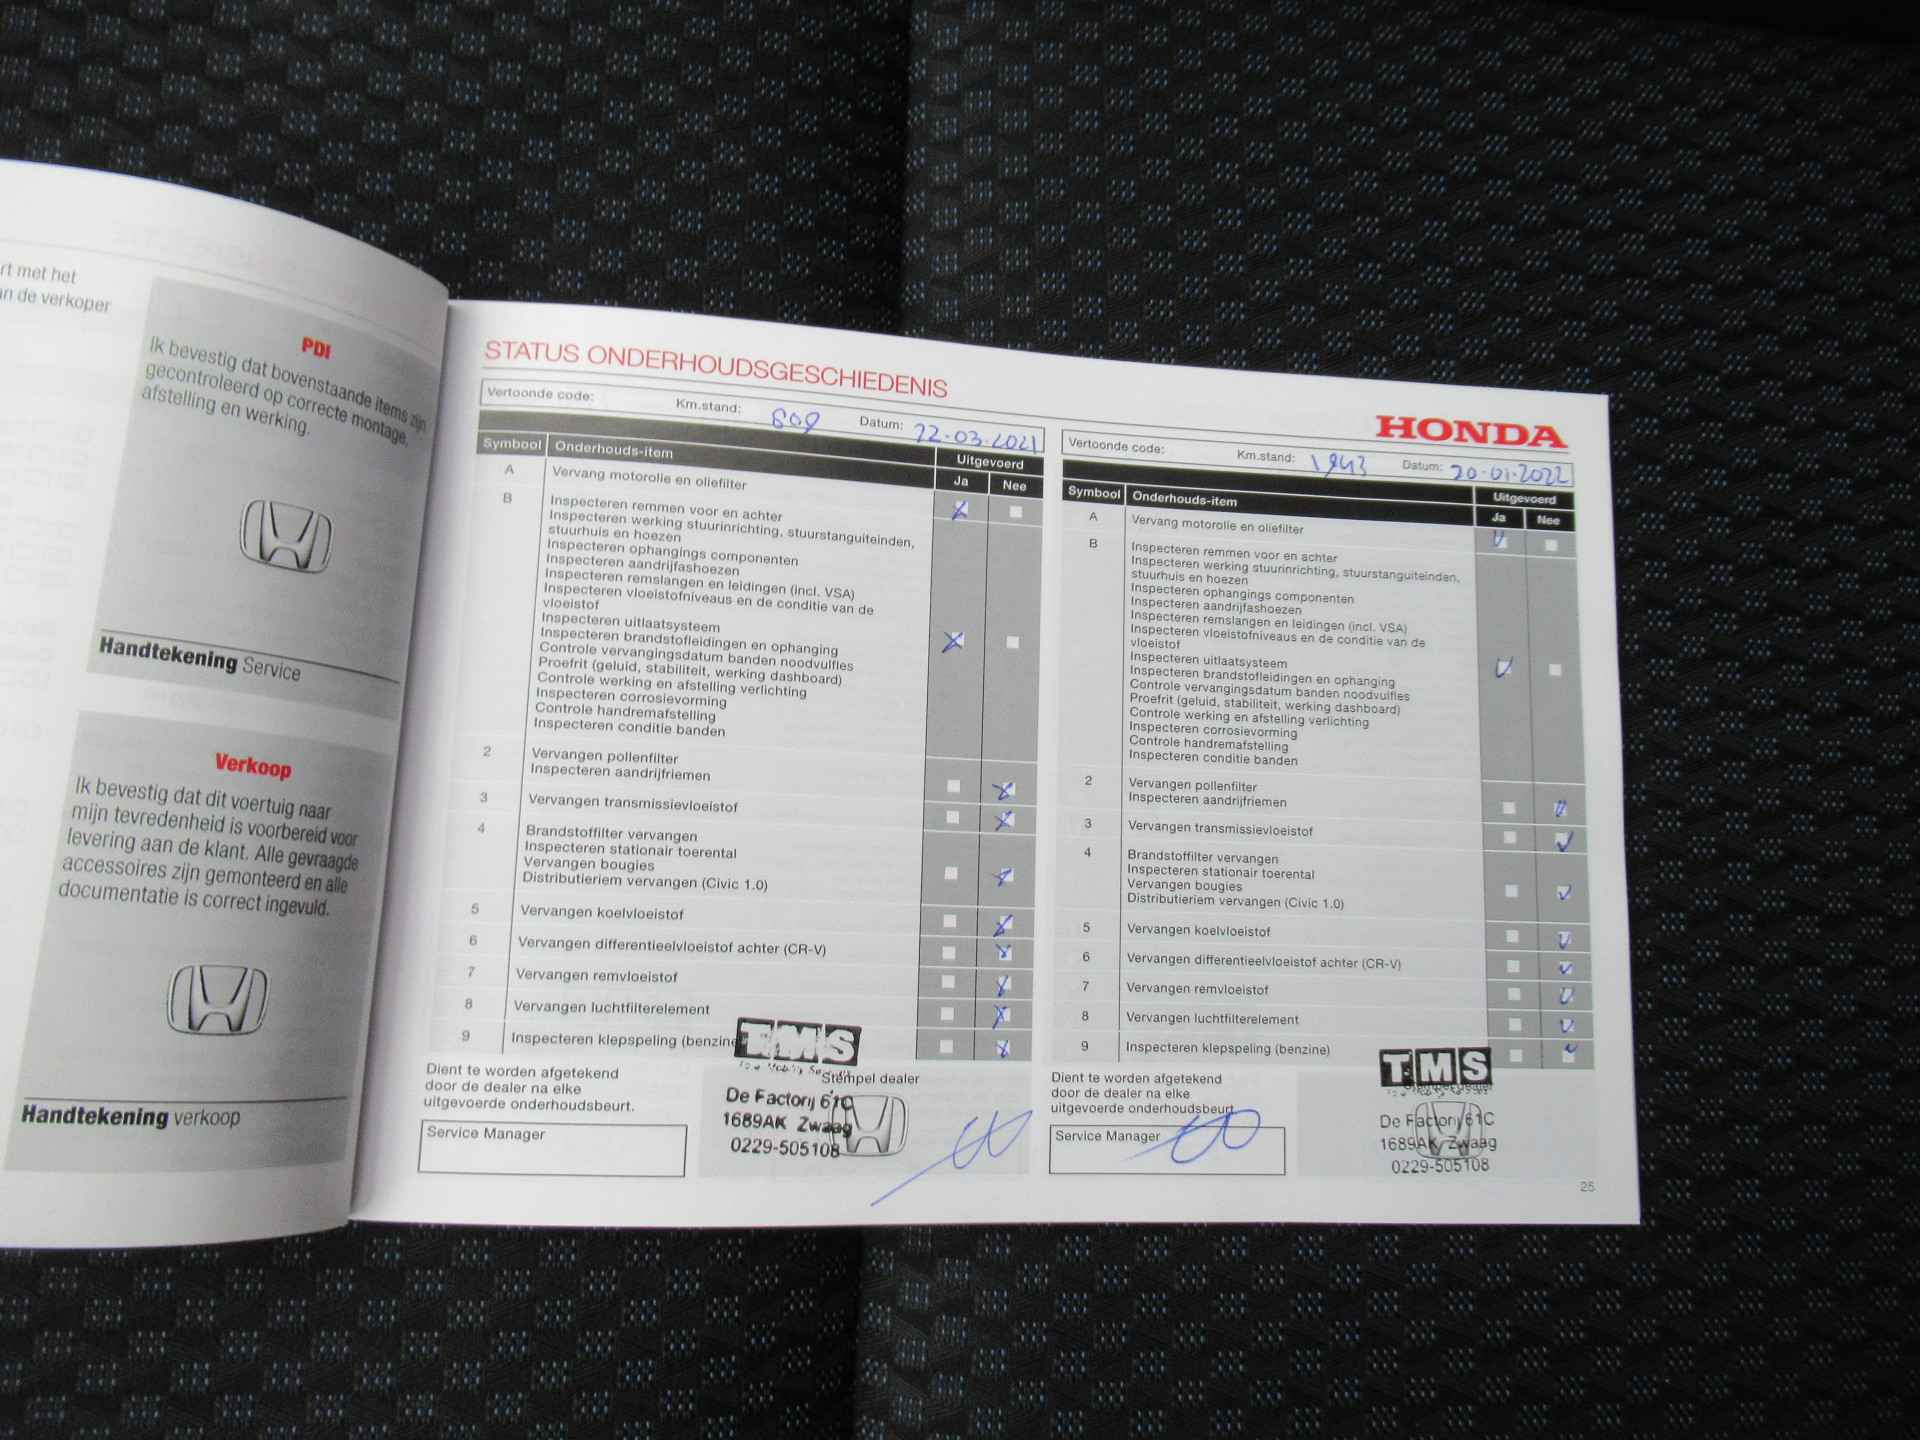 rt met het
an de verkoper
PDI
Ik bevestig dat bovenstaande items zijn
gecontroleerd op correcte montage,
afstelling en werking.
Handtekening Service
Verkoop
Ik bevestig dat dit voertuig naar
mijn tevredenheid is voorbereid voor
levering aan de klant. Alle gevraagde
accessoires zijn gemonteerd en alle
documentatie is correct ingevuld.
Handtekening verkoop
STATUS ONDERHOUDSGESCHIEDENIS
HONDA
Vertoonde code: Km.stand: Datum: 22-03-2021
Symbool Onderhouds-item Uitgevoerd
Ja Nee
A Vervang motorolie en oliefilter
B Inspecteren remmen voor en achter
Inspecteren werking stuurinrichting, stuurstanguiteinden,
stuurhuis en hoezen
Inspecteren ophangings componenten
Inspecteren aandrijfashoezen
Inspecteren remslangen en leidingen (incl. VSA)
Inspecteren vloeistofniveaus en de conditie van de
vloeistof
Inspecteren uitlaatsysteem
Inspecteren brandstofleidingen en ophanging
Controle vervangingsdatum banden noodvulfles
Proefrit (geluid, stabiliteit, werking dashboard)
Controle werking en afstelling verlichting
Inspecteren corrosievorming
Controle handremafstelling
Inspecteren conditie banden
2 Vervangen pollenfilter
Inspecteren aandrijfriemen
3 Vervangen transmissievloeistof
4 Brandstoffilter vervangen
Inspecteren stationair toerental
Vervangen bougies
Distributieriem vervangen (Civic 1.0)
5 Vervangen koelvloeistof
6 Vervangen differentieelvloeistof achter (CR-V)
7 Vervangen remvloeistof
8 Vervangen luchtfilterelement
9 Inspecteren klepspeling (benzine
Dient te worden afgetekend
door de dealer na elke
uitgevoerde onderhoudsbeurt.
Service Manager
TMS
Stempel dealer
De Factorij 61C
1689AK Zwaag
0229-505108
Vertoonde code: Km.stand: 1943 Datum: 20-01-2022
Symbool Onderhouds-item Uitgevoerd
Ja Nee
A Vervang motorolie en oliefilter
B Inspecteren remmen voor en achter
Inspecteren werking stuurinrichting, stuurstanguiteinden,
stuurhuis en hoezen
Inspecteren ophangings componenten
Inspecteren aandrijfashoezen
Inspecteren remslangen en leidingen (incl. VSA)
Inspecteren vloeistofniveaus en de conditie van de
vloeistof
Inspecteren uitlaatsysteem
Inspecteren brandstofleidingen en ophanging
Controle vervangingsdatum banden noodvulfles
Proefrit (geluid, stabiliteit, werking dashboard)
Controle werking en afstelling verlichting
Inspecteren corrosievorming
Controle handremafstelling
Inspecteren conditie banden
2 Vervangen pollenfilter
Inspecteren aandrijfriemen
3 Vervangen transmissievloeistof
4 Brandstoffilter vervangen
Inspecteren stationair toerental
Vervangen bougies
Distributieriem vervangen (Civic 1.0)
5 Vervangen koelvloeistof
6 Vervangen differentieelvloeistof achter (CR-V)
7 Vervangen remvloeistof
8 Vervangen luchtfilterelement
9 Inspecteren klepspeling (benzine)
Dient te worden afgetekend
door de dealer na elke
uitgevoerde onderhoudsbeurt
Service Manager
TMS
De Factorij 61C
1689AK Zwaag
0229-505108
25